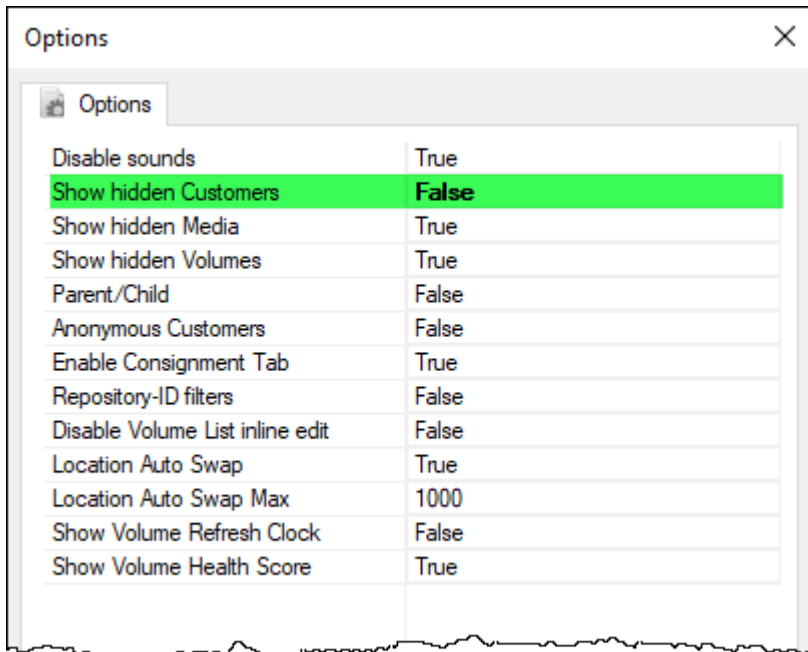 Options
Options
Disable sounds True
Show hidden Customers False
Show hidden Media True
Show hidden Volumes True
Parent/Child False
Anonymous Customers False
Enable Consignment Tab True
Repository-ID filters False
Disable Volume List inline edit False
Location Auto Swap True
Location Auto Swap Max 1000
Show Volume Refresh Clock False
Show Volume Health Score True